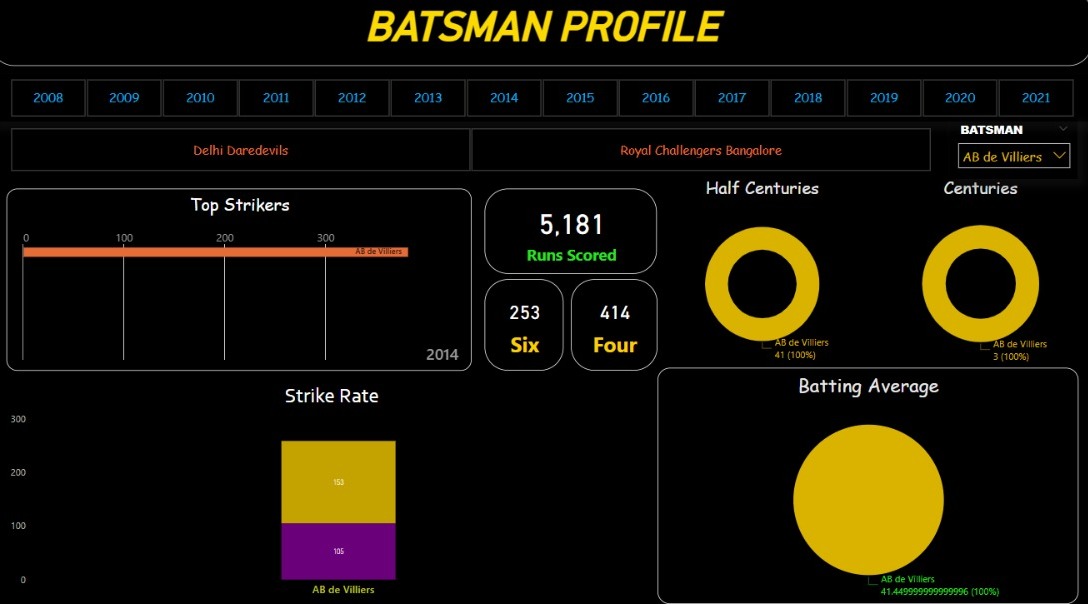 BATSMAN PROFILE
2008 2009 2010 2011 2012 2013 2014 2015 2016 2017 2018 2019 2020 2021
Delhi Daredevils Royal Challengers Bangalore
BATSMAN
AB de Villiers
Top Strikers
0 100 200 300
AB de Villiers
2014
5,181
Runs Scored
253
Six
414
Four
Half Centuries
AB de Villiers
41 (100%)
Centuries
AB de Villiers
3 (100%)
Strike Rate
300
200
100
0
153
105
AB de Villiers
Batting Average
AB de Villiers
41.449999999999996 (100%)